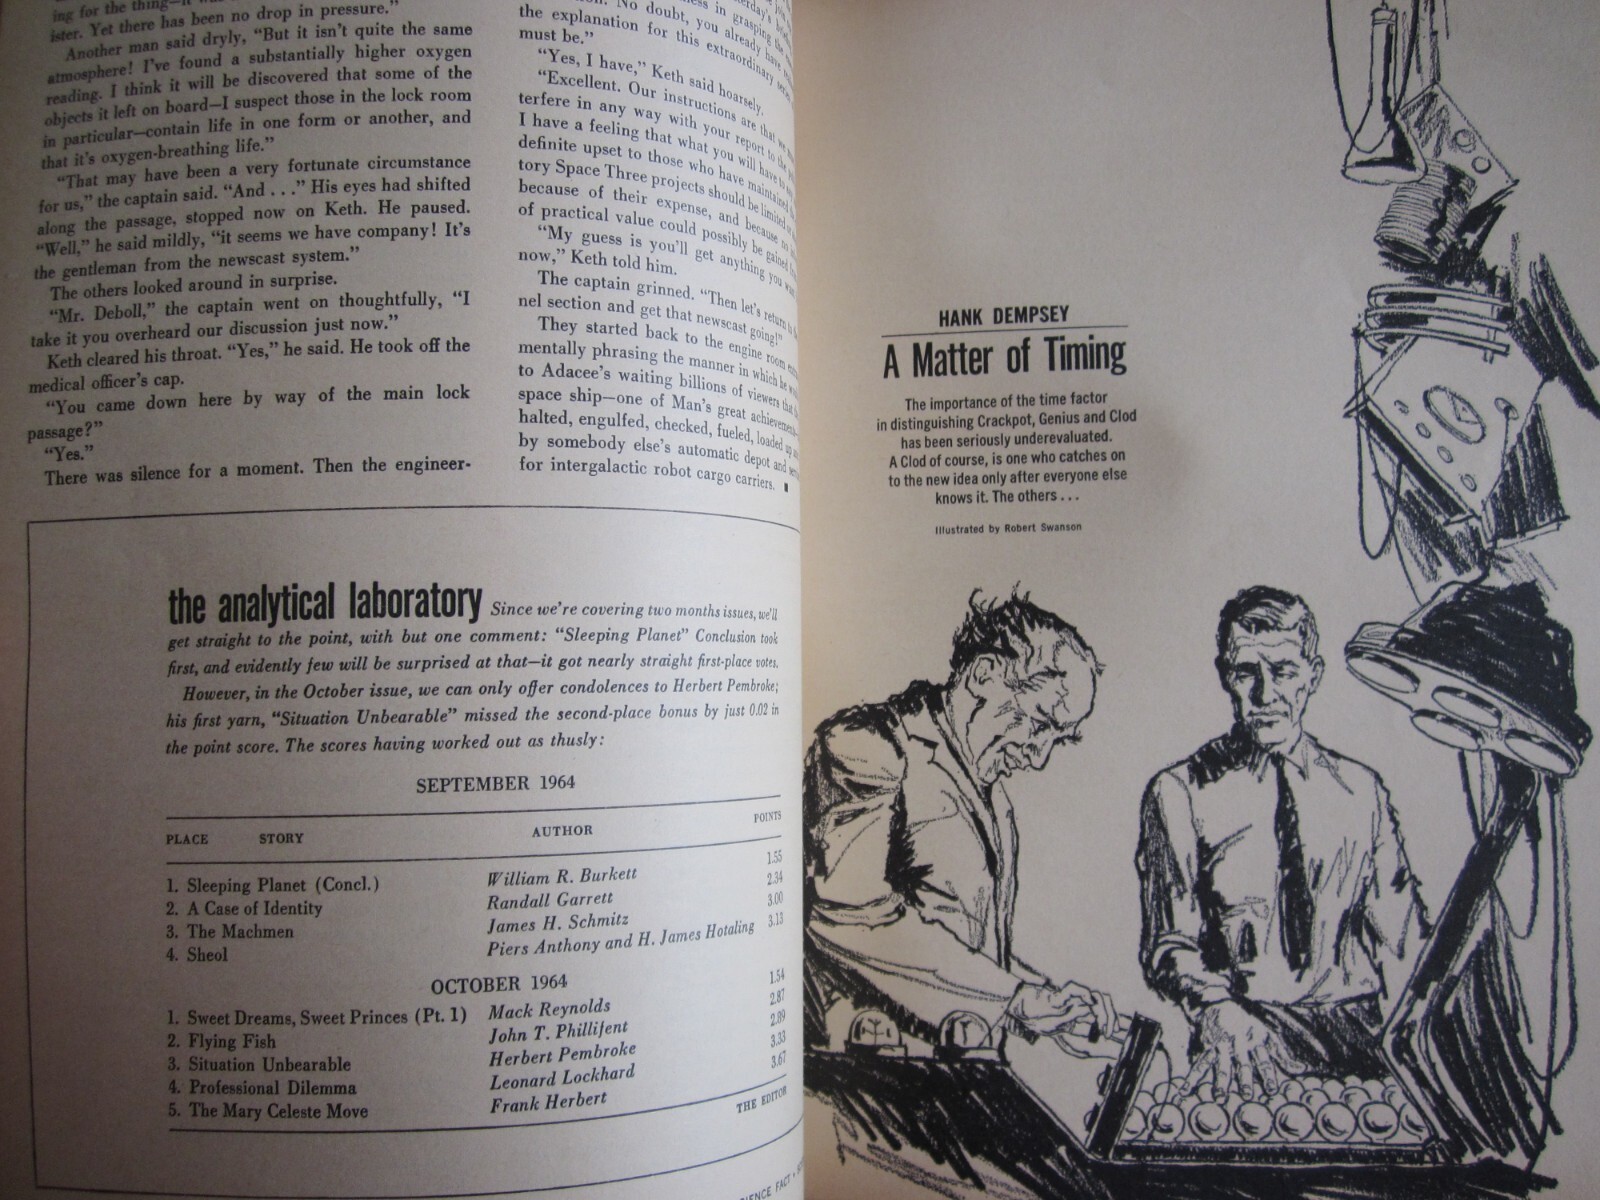 ing for the thing—it was
ister. Yet there has been no drop in pressure.”
Another man said dryly, “But it isn’t quite the same
atmosphere! I’ve found a substantially higher oxygen
reading. I think it will be discovered that some of the
objects it left on board—I suspect those in the lock room
in particular—contain life in one form or another, and
that it’s oxygen-breathing life.”
“That may have been a very fortunate circumstance
for us,” the captain said. “And . . .” His eyes had shifted
along the passage, stopped now on Keth. He paused.
“Well,” he said mildly, “it seems we have company! It’s
the gentleman from the newscast system.”
The others looked around in surprise.
“Mr. Deboll,” the captain went on thoughtfully, “I
take it you overheard our discussion just now.”
Keth cleared his throat. “Yes,” he said. He took off the
medical officer’s cap.
“You came down here by way of the main lock
passage?”
“Yes.”
There was silence for a moment. Then the engineer-
in grasping the
No doubt, you already have
the explanation for this extraordinary
must be.”
“Yes, I have,” Keth said hoarsely.
“Excellent. Our instructions are that we
terfere in any way with your report to the
I have a feeling that what you will have to
definite upset to those who have maintained
tory Space Three projects should be limited
because of their expense, and because no
of practical value could possibly be gained
“My guess is you’ll get anything you want
now,” Keth told him.
The captain grinned. “Then let’s return to
nel section and get that newscast going!”
They started back to the engine room
mentally phrasing the manner in which he
to Adacee’s waiting billions of viewers that
space ship—one of Man’s great
halted, engulfed, checked, fueled, loaded up
by somebody else’s automatic depot and
for intergalactic robot cargo carriers. ■
the analytical laboratory Since we’re covering two months issues, we’ll
get straight to the point, with but one comment: “Sleeping Planet” Conclusion took
first, and evidently few will be surprised at that—it got nearly straight first-place votes.
However, in the October issue, we can only offer condolences to Herbert Pembroke;
his first yarn, “Situation Unbearable” missed the second-place bonus by just 0.02 in
the point score. The scores having worked out as thusly:
SEPTEMBER 1964
PLACE STORY AUTHOR POINTS
1. Sleeping Planet (Concl.) William R. Burkett 1.55
2. A Case of Identity Randall Garrett 2.34
3. The Machmen James H. Schmitz 3.00
4. Sheol Piers Anthony and H. James Hotaling 3.13
OCTOBER 1964
1. Sweet Dreams, Sweet Princes (Pt. 1) Mack Reynolds 1.54
2. Flying Fish John T. Phillifent 2.87
3. Situation Unbearable Herbert Pembroke 2.89
4. Professional Dilemma Leonard Lockhard 3.33
5. The Mary Celeste Move Frank Herbert 3.67
THE EDITOR
SCIENCE FACT
HANK DEMPSEY
A Matter of Timing
The importance of the time factor
in distinguishing Crackpot, Genius and Clod
has been seriously underevaluated.
A Clod of course, is one who catches on
to the new idea only after everyone else
knows it. The others . . .
Illustrated by Robert Swanson